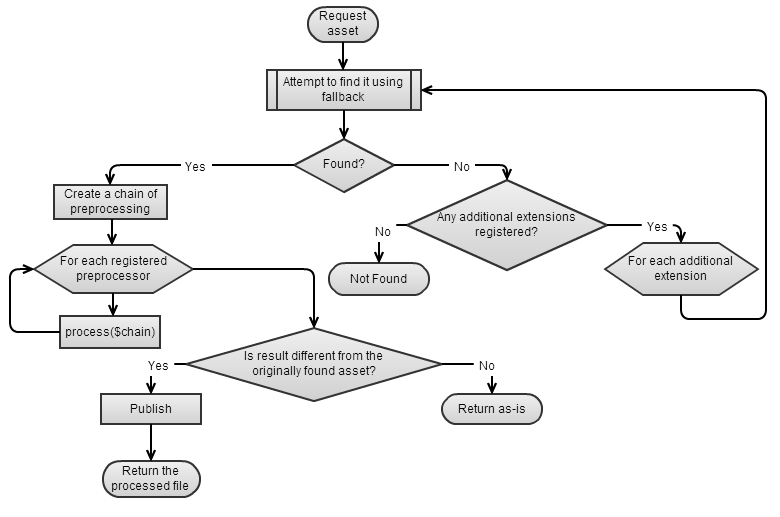 Request
asset
Attempt to find it using
fallback
Found?
Yes
No
Create a chain of
preprocessing
Any additional extensions
registered?
No
Yes
For each registered
preprocessor
Not Found
For each additional
extension
process($chain)
Is result different from the
originally found asset?
Yes
No
Publish
Return as-is
Return the
processed file